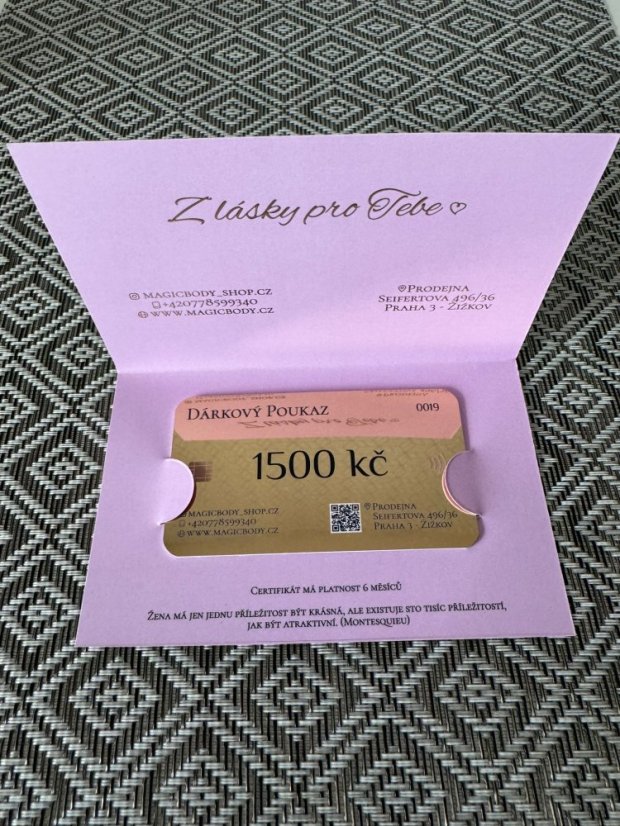 Z lásky pro Tebe
MAGICBODY_SHOP.CZ
+420778599340
WWW.MAGICBODY.CZ
PRODEJNA
SEIFERTOVA 496/36
PRAHA 3 - ŽIŽKOV
DÁRKOVÝ POUKAZ
0019
1500 kč
MAGICBODY_SHOP.CZ
+420778599340
WWW.MAGICBODY.CZ
PRODEJNA
SEIFERTOVA 496/36
PRAHA 3 - ŽIŽKOV
CERTIFIKÁT MÁ PLATNOST 6 MĚSÍCŮ
ŽENA MÁ JEN JEDNU PŘÍLEŽITOST BÝT KRÁSNÁ, ALE EXISTUJE STO TISÍC PŘÍLEŽITOSTÍ,
JAK BÝT ATRAKTIVNÍ. (MONTESQUIEU)